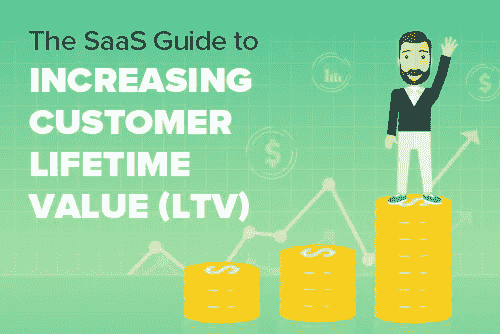 The SaaS Guide to
INCREASING
CUSTOMER
LIFETIME
VALUE (LTV)
$
$
$
$
$